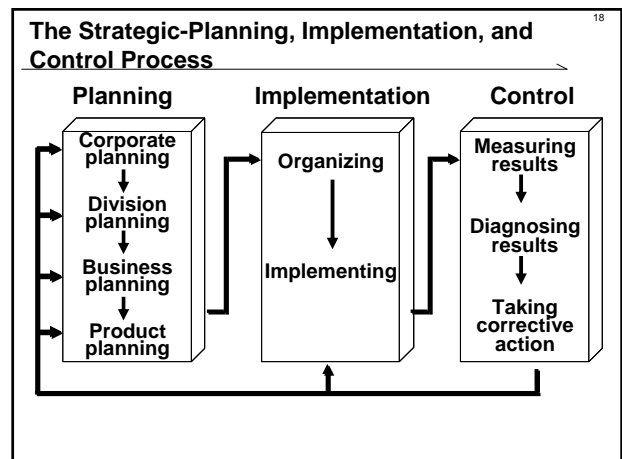 18
The Strategic-Planning, Implementation, and
Control Process
Planning
Implementation
Control
Corporate
planning
Division
planning
Business
planning
Product
planning
Organizing
Implementing
Measuring
results
Diagnosing
results
Taking
corrective
action